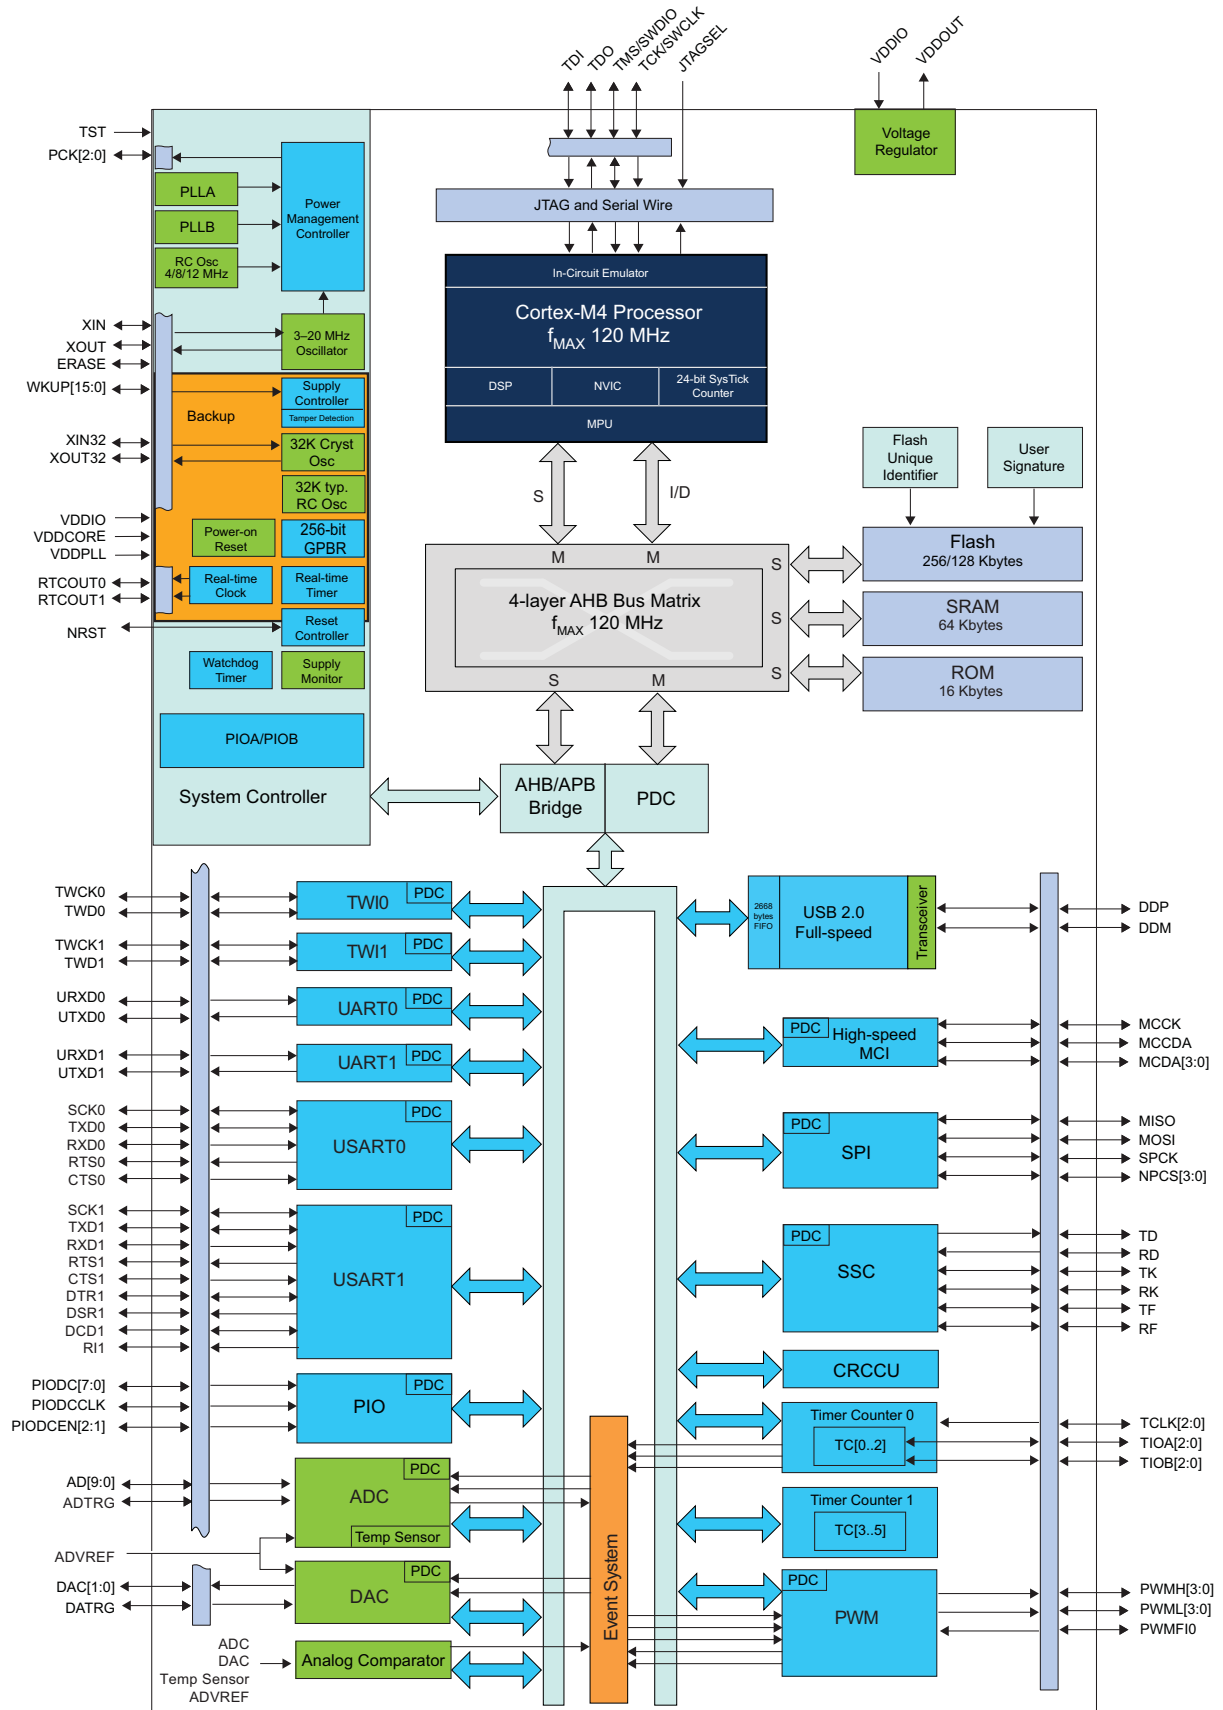 TDI
TDO
TMS/SWDIO
TCK/SWCLK
JTAGSEL
VDDIO
VDDOUT
TST
PCK[2:0]
PLLA
PLLB
RC Osc
4/8/12 MHz
Power
Management
Controller
Voltage
Regulator
JTAG and Serial Wire
In-Circuit Emulator
Cortex-M4 Processor
fMAX 120 MHz
DSP
NVIC
24-bit SysTick
Counter
MPU
XIN
XOUT
ERASE
WKUP[15:0]
XIN32
XOUT32
VDDIO
VDDCORE
VDDPLL
RTCOUT0
RTCOUT1
NRST
3–20 MHz
Oscillator
Backup
Supply
Controller
Tamper Detection
32K Cryst
Osc
32K typ.
RC Osc
Power-on
Reset
256-bit
GPBR
Real-time
Clock
Real-time
Timer
Reset
Controller
Watchdog
Timer
Supply
Monitor
PIOA/PIOB
System Controller
S
I/D
M
M
S
S
S
S
M
4-layer AHB Bus Matrix
fMAX 120 MHz
Flash
Unique
Identifier
User
Signature
Flash
256/128 Kbytes
SRAM
64 Kbytes
ROM
16 Kbytes
AHB/APB
Bridge
PDC
TWCK0
TWD0
PDC
TWI0
TWCK1
TWD1
PDC
TWI1
URXD0
UTXD0
PDC
UART0
URXD1
UTXD1
PDC
UART1
SCK0
TXD0
RXD0
RTS0
CTS0
PDC
USART0
SCK1
TXD1
RXD1
RTS1
CTS1
DTR1
DSR1
DCD1
RI1
PDC
USART1
PIODC[7:0]
PIODCCLK
PIODCEN[2:1]
PDC
PIO
AD[9:0]
ADTRG
PDC
ADC
Temp Sensor
ADVREF
DAC[1:0]
DATRG
PDC
DAC
ADC
DAC
Temp Sensor
ADVREF
Analog Comparator
Event System
2668
bytes
FIFO
USB 2.0
Full-speed
Transceiver
DDP
DDM
PDC
High-speed
MCI
MCCK
MCCDA
MCDA[3:0]
PDC
SPI
MISO
MOSI
SPCK
NPCS[3:0]
PDC
SSC
TD
RD
TK
RK
TF
RF
CRCCU
Timer Counter 0
TC[0..2]
TCLK[2:0]
TIOA[2:0]
TIOB[2:0]
Timer Counter 1
TC[3..5]
PDC
PWM
PWMH[3:0]
PWML[3:0]
PWMFI0